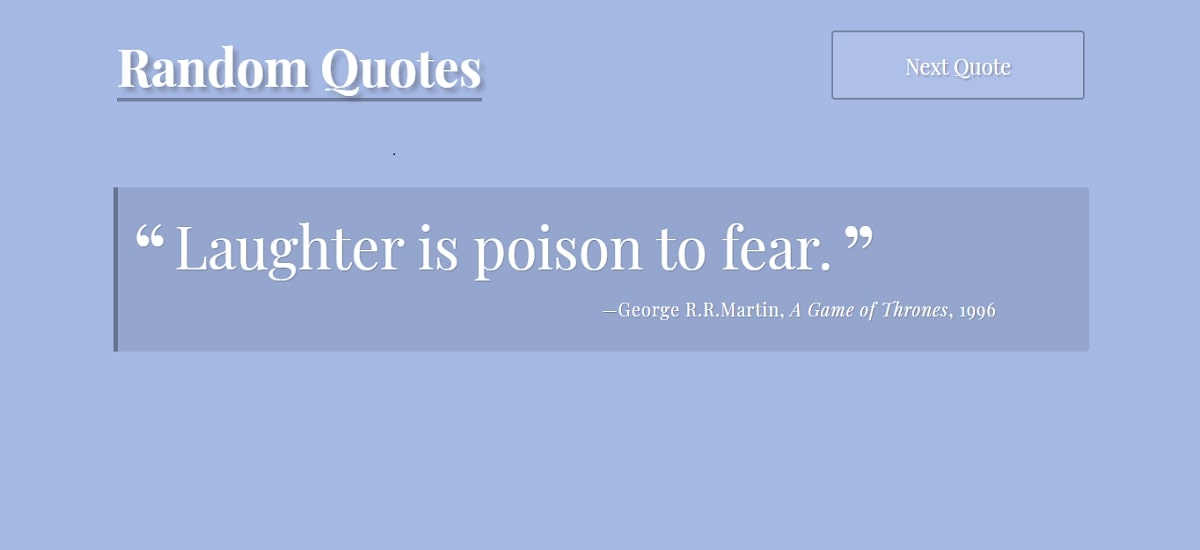 Random Quotes
Next Quote
“ Laughter is poison to fear. ”
—George R.R.Martin, A Game of Thrones, 1996